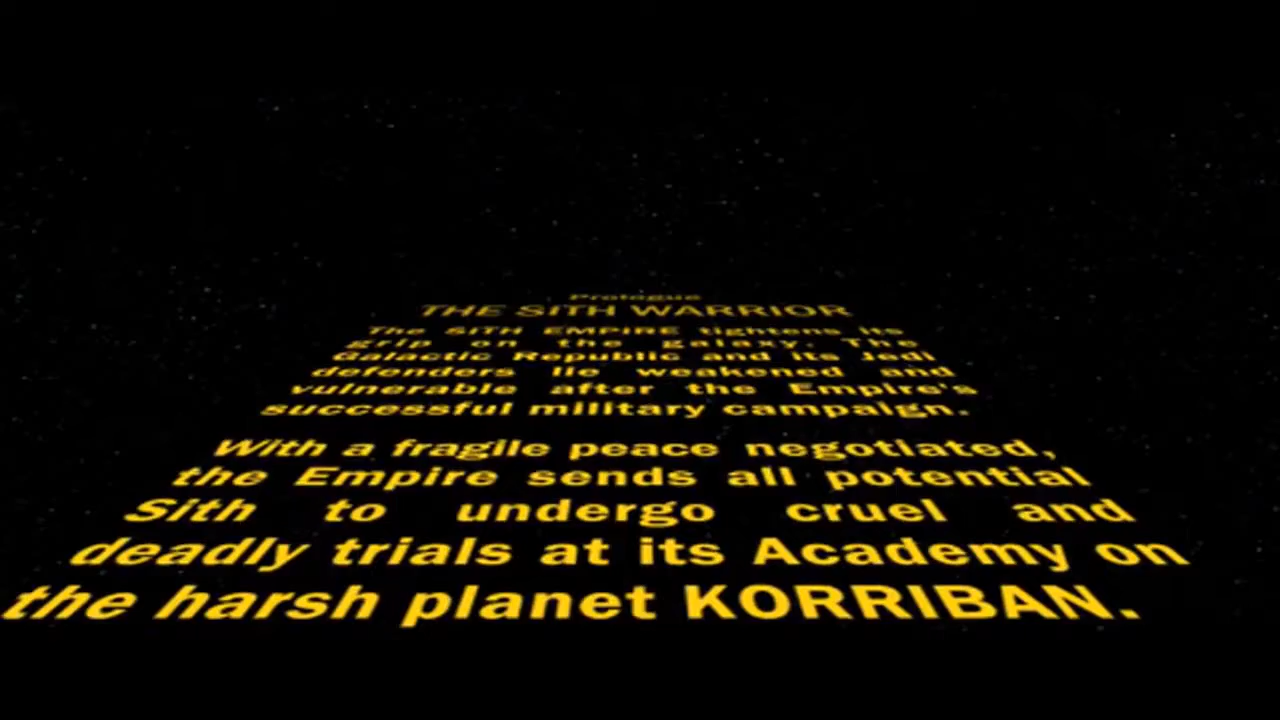 Prologue
THE SITH WARRIOR
The SITH EMPIRE tightens its
grip on the galaxy. The
Galactic Republic and its Jedi
defenders lie weakened and
vulnerable after the Empire's
successful military campaign.
With a fragile peace negotiated,
the Empire sends all potential
Sith to undergo cruel and
deadly trials at its Academy on
the harsh planet KORRIBAN.